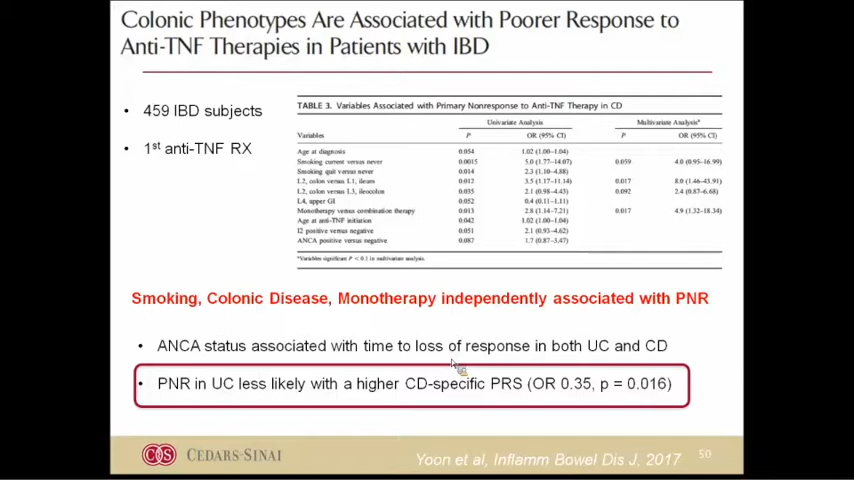 Colonic Phenotypes Are Associated with Poorer Response to
Anti-TNF Therapies in Patients with IBD
• 459 IBD subjects
• 1st anti-TNF RX
TABLE 3. Variables Associated with Primary Nonresponse to Anti-TNF Therapy in CD
Univariate Analysis Multivariate Analysisᵃ
Variables P OR (95% CI) P OR (95% CI)
Age at diagnosis 0.054 1.02 (1.00–1.04)
Smoking current versus never 0.0015 5.0 (1.77–14.07) 0.059 4.0 (0.95–16.99)
Smoking quit versus never 0.014 2.3 (1.10–4.88)
L2, colon versus L1, ileum 0.012 3.5 (1.17–11.14) 0.017 8.0 (1.46–43.91)
L2, colon versus L3, ileocolon 0.035 2.1 (0.98–4.43) 0.092 2.4 (0.87–6.68)
L4, upper GI 0.052 0.4 (0.11–1.11)
Monotherapy versus combination therapy 0.013 2.8 (1.14–7.21) 0.017 4.9 (1.32–18.34)
Age at anti-TNF initiation 0.042 1.02 (1.00–1.04)
I2 positive versus negative 0.051 2.1 (0.93–4.62)
ANCA positive versus negative 0.087 1.7 (0.87–3.47)
ᵃVariables significant P < 0.1 in multivariate analysis.
Smoking, Colonic Disease, Monotherapy independently associated with PNR
• ANCA status associated with time to loss of response in both UC and CD
• PNR in UC less likely with a higher CD-specific PRS (OR 0.35, p = 0.016)
CEDARS-SINAI
Yoon et al, Inflamm Bowel Dis J, 2017
50